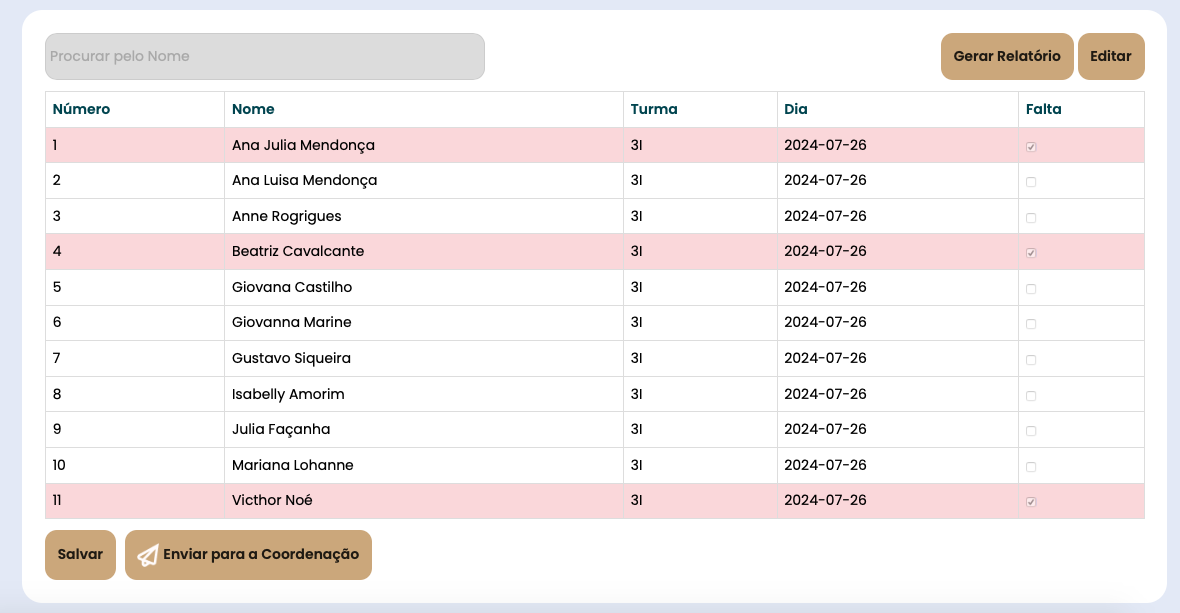 Procurar pelo Nome
Gerar Relatório Editar
Número Nome Turma Dia Falta
1 Ana Julia Mendonça 3I 2024-07-26
2 Ana Luisa Mendonça 3I 2024-07-26
3 Anne Rogrigues 3I 2024-07-26
4 Beatriz Cavalcante 3I 2024-07-26
5 Giovana Castilho 3I 2024-07-26
6 Giovanna Marine 3I 2024-07-26
7 Gustavo Siqueira 3I 2024-07-26
8 Isabelly Amorim 3I 2024-07-26
9 Julia Façanha 3I 2024-07-26
10 Mariana Lohanne 3I 2024-07-26
11 Victhor Noé 3I 2024-07-26
Salvar Enviar para a Coordenação